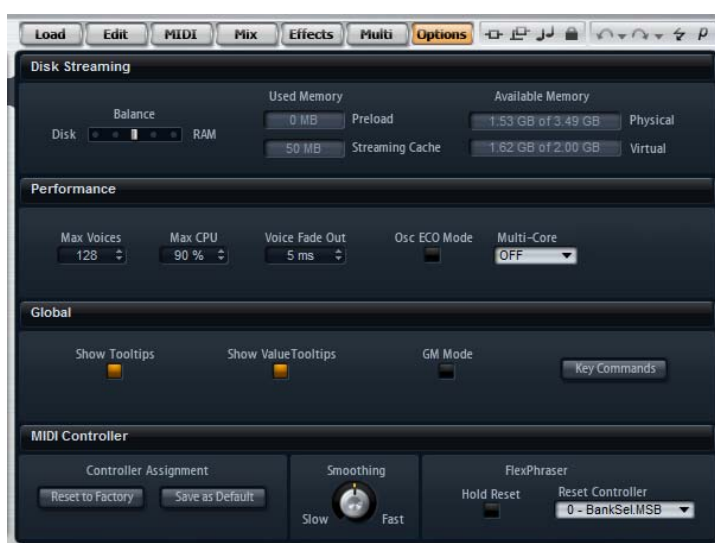 Load Edit MIDI Mix Effects Multi Options
Disk Streaming
Used Memory Available Memory
Balance
0 MB Preload 1.53 GB of 3.49 GB Physical
Disk RAM
50 MB Streaming Cache 1.62 GB of 2.00 GB Virtual
Performance
Max Voices Max CPU Voice Fade Out Osc ECO Mode Multi-Core
128 90 % 5 ms OFF
Global
Show Tooltips Show ValueTooltips GM Mode
Key Commands
MIDI Controller
Controller Assignment Smoothing FlexPhraser
Hold Reset Reset Controller
Reset to Factory Save as Default
0 - BankSel.MSB
Slow Fast